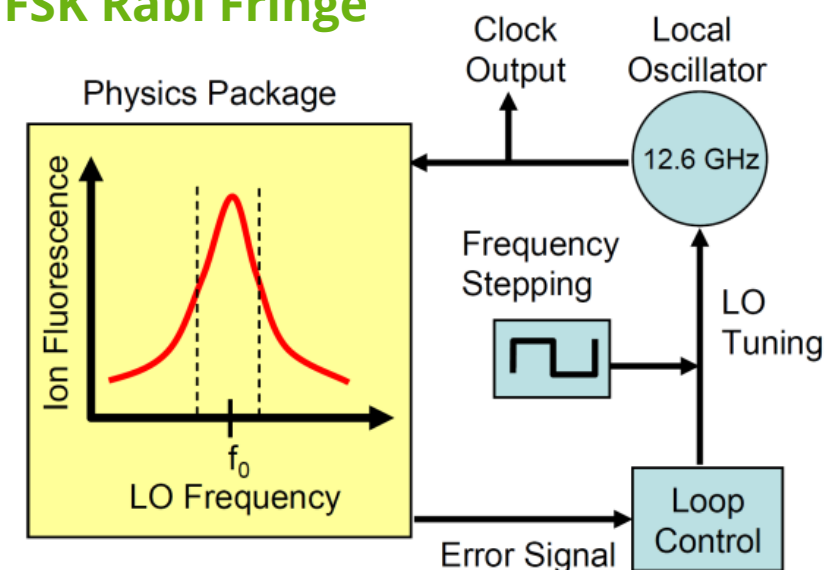 FSK Rabi Fringe
Clock
Output
Local
Oscillator
Physics Package
12.6 GHz
Ion Fluorescence
Frequency
Stepping
LO
Tuning
f₀
LO Frequency
Loop
Control
Error Signal